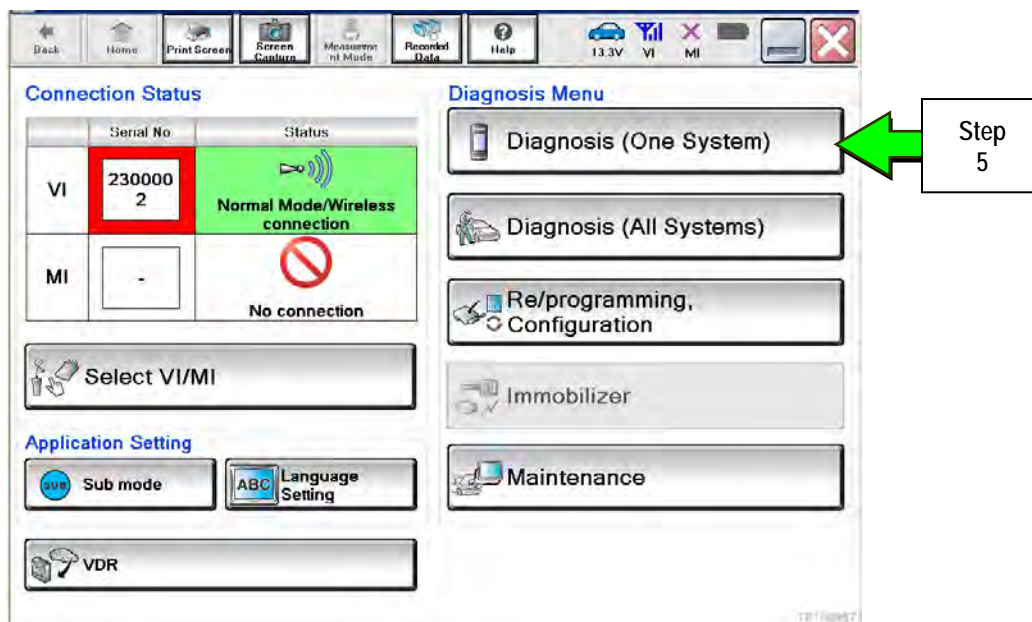 Back
Home
Print Screen
Screen
Capture
Measureme
nt Mode
Recorded
Data
Help
13.3V
VI
MI
Connection Status
Serial No
Status
VI
230000
2
Normal Mode/Wireless
connection
MI
-
No connection
Select VI/MI
Application Setting
SUB
Sub mode
ABC
Language
Setting
VDR
Diagnosis Menu
Diagnosis (One System)
Diagnosis (All Systems)
Re/programming,
Configuration
Immobilizer
Maintenance
Step
5